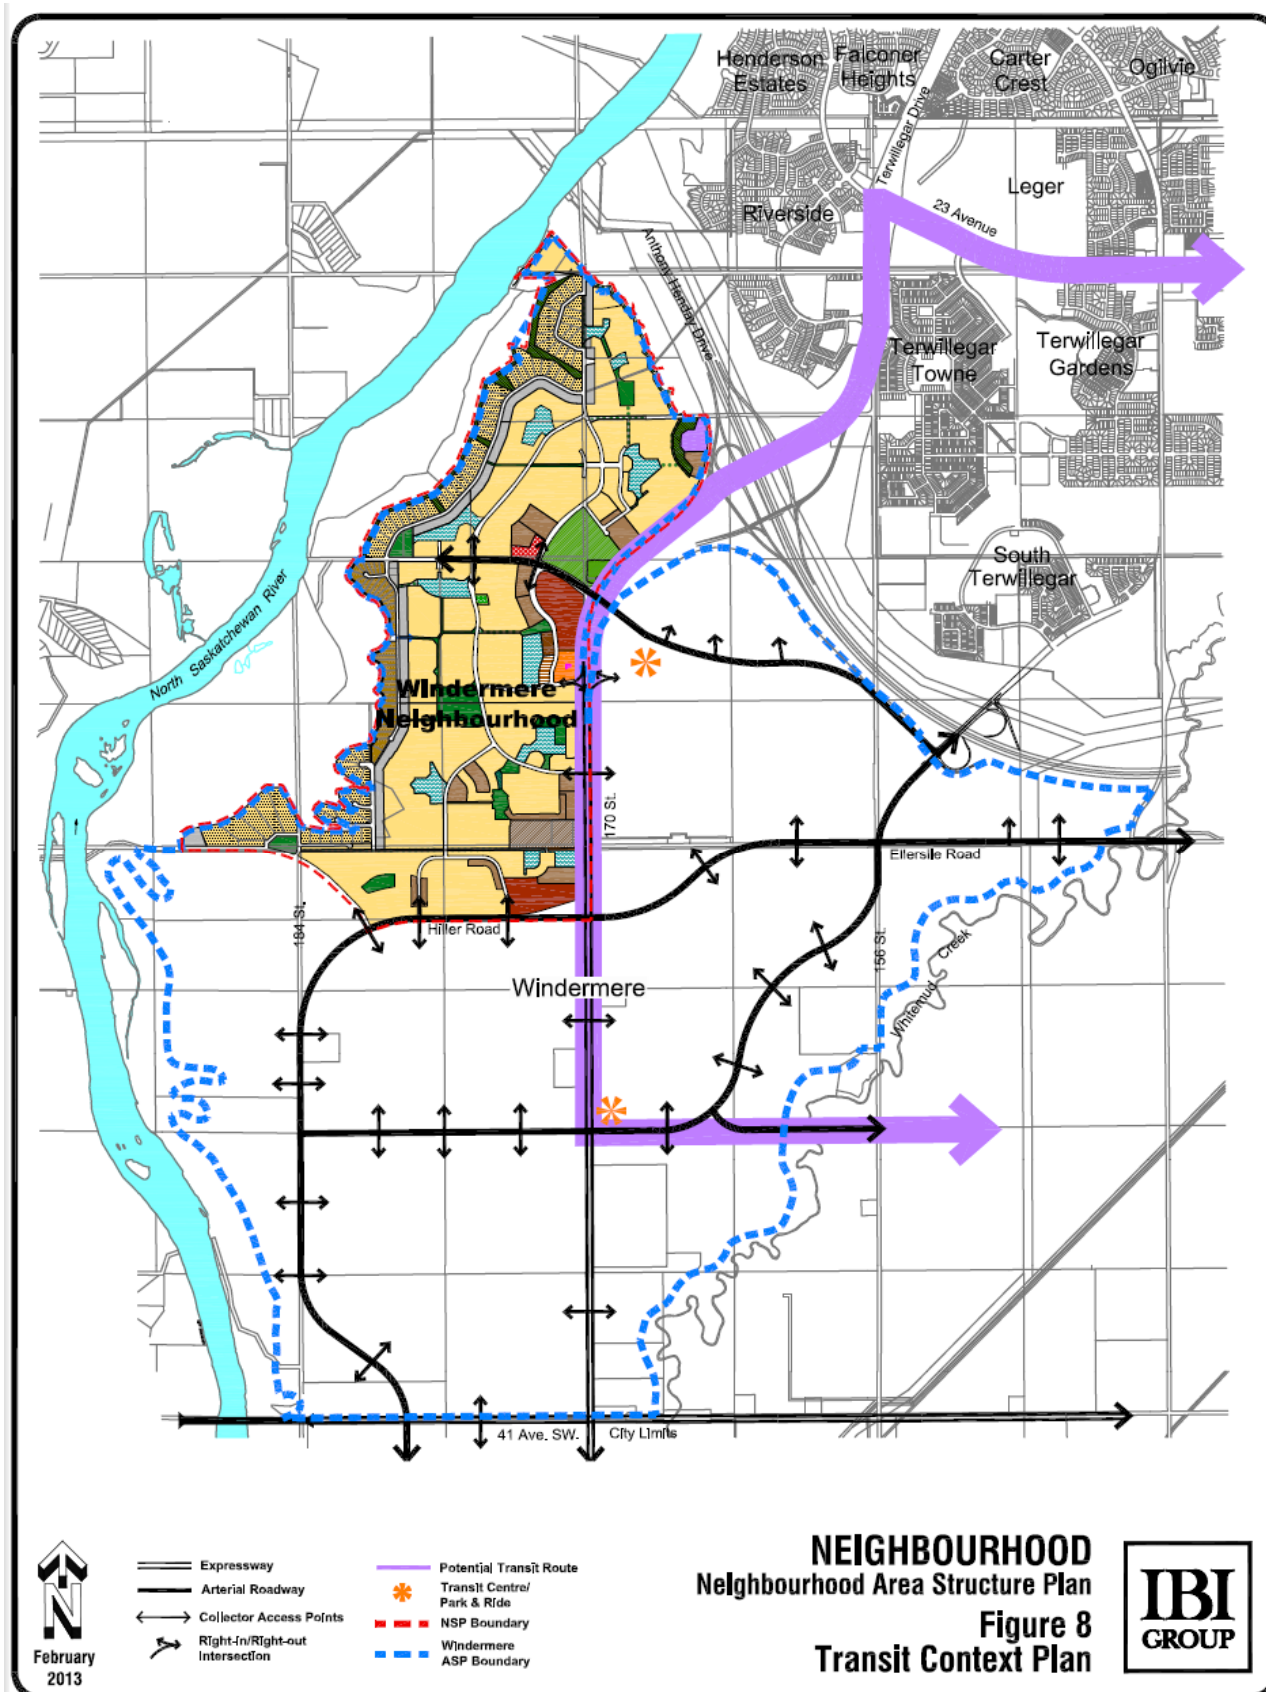 Henderson
Estates
Falconer
Heights
Carter
Crest
Ogilvie
Terwillegar Drive
Leger
Riverside
23 Avenue
Anthony Henday Drive
Terwillegar
Towne
Terwillegar
Gardens
South
Terwillegar
North Saskatchewan River
Windermere
Neighbourhood
170 St.
Ellerslie Road
184 St.
Hiller Road
156 St.
Whitemud Creek
Windermere
41 Ave. SW.
City Limits
N
February
2013
Expressway
Arterial Roadway
Collector Access Points
Right-in/Right-out
Intersection
Potential Transit Route
Transit Centre/
Park & Ride
NSP Boundary
Windermere
ASP Boundary
NEIGHBOURHOOD
Neighbourhood Area Structure Plan
Figure 8
Transit Context Plan
IBI
GROUP